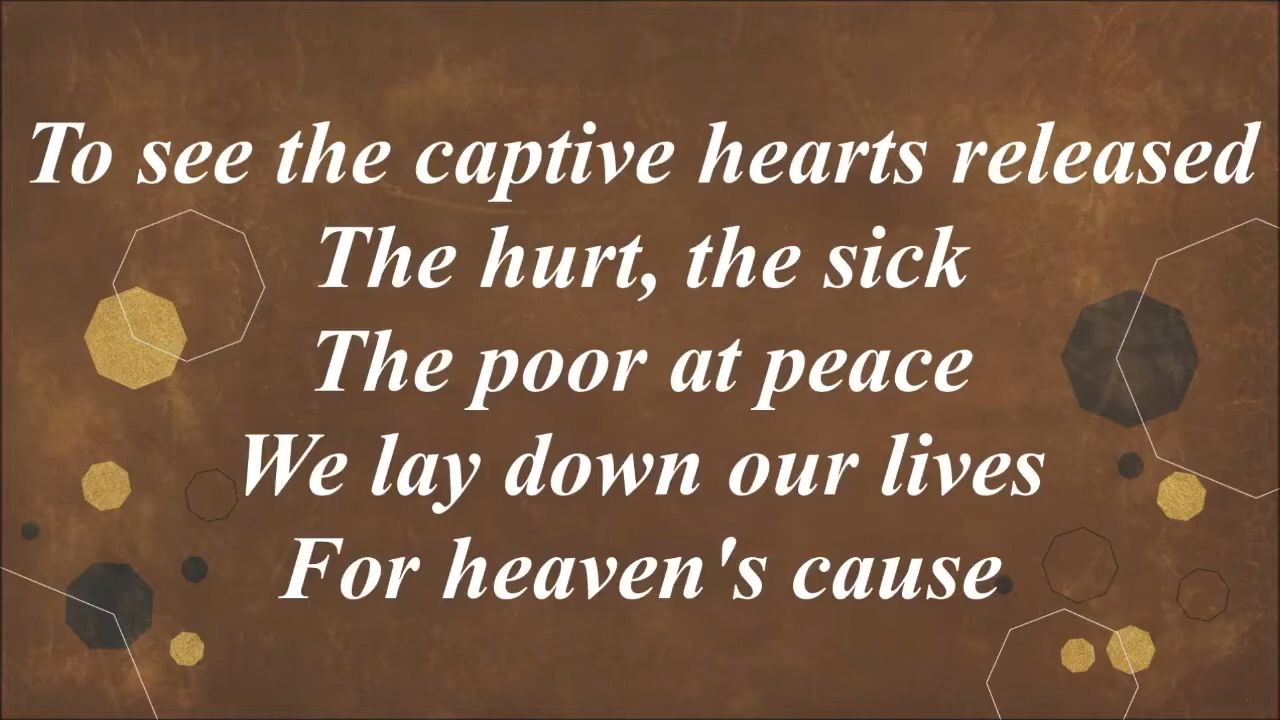 To see the captive hearts released
The hurt, the sick
The poor at peace
We lay down our lives
For heaven's cause